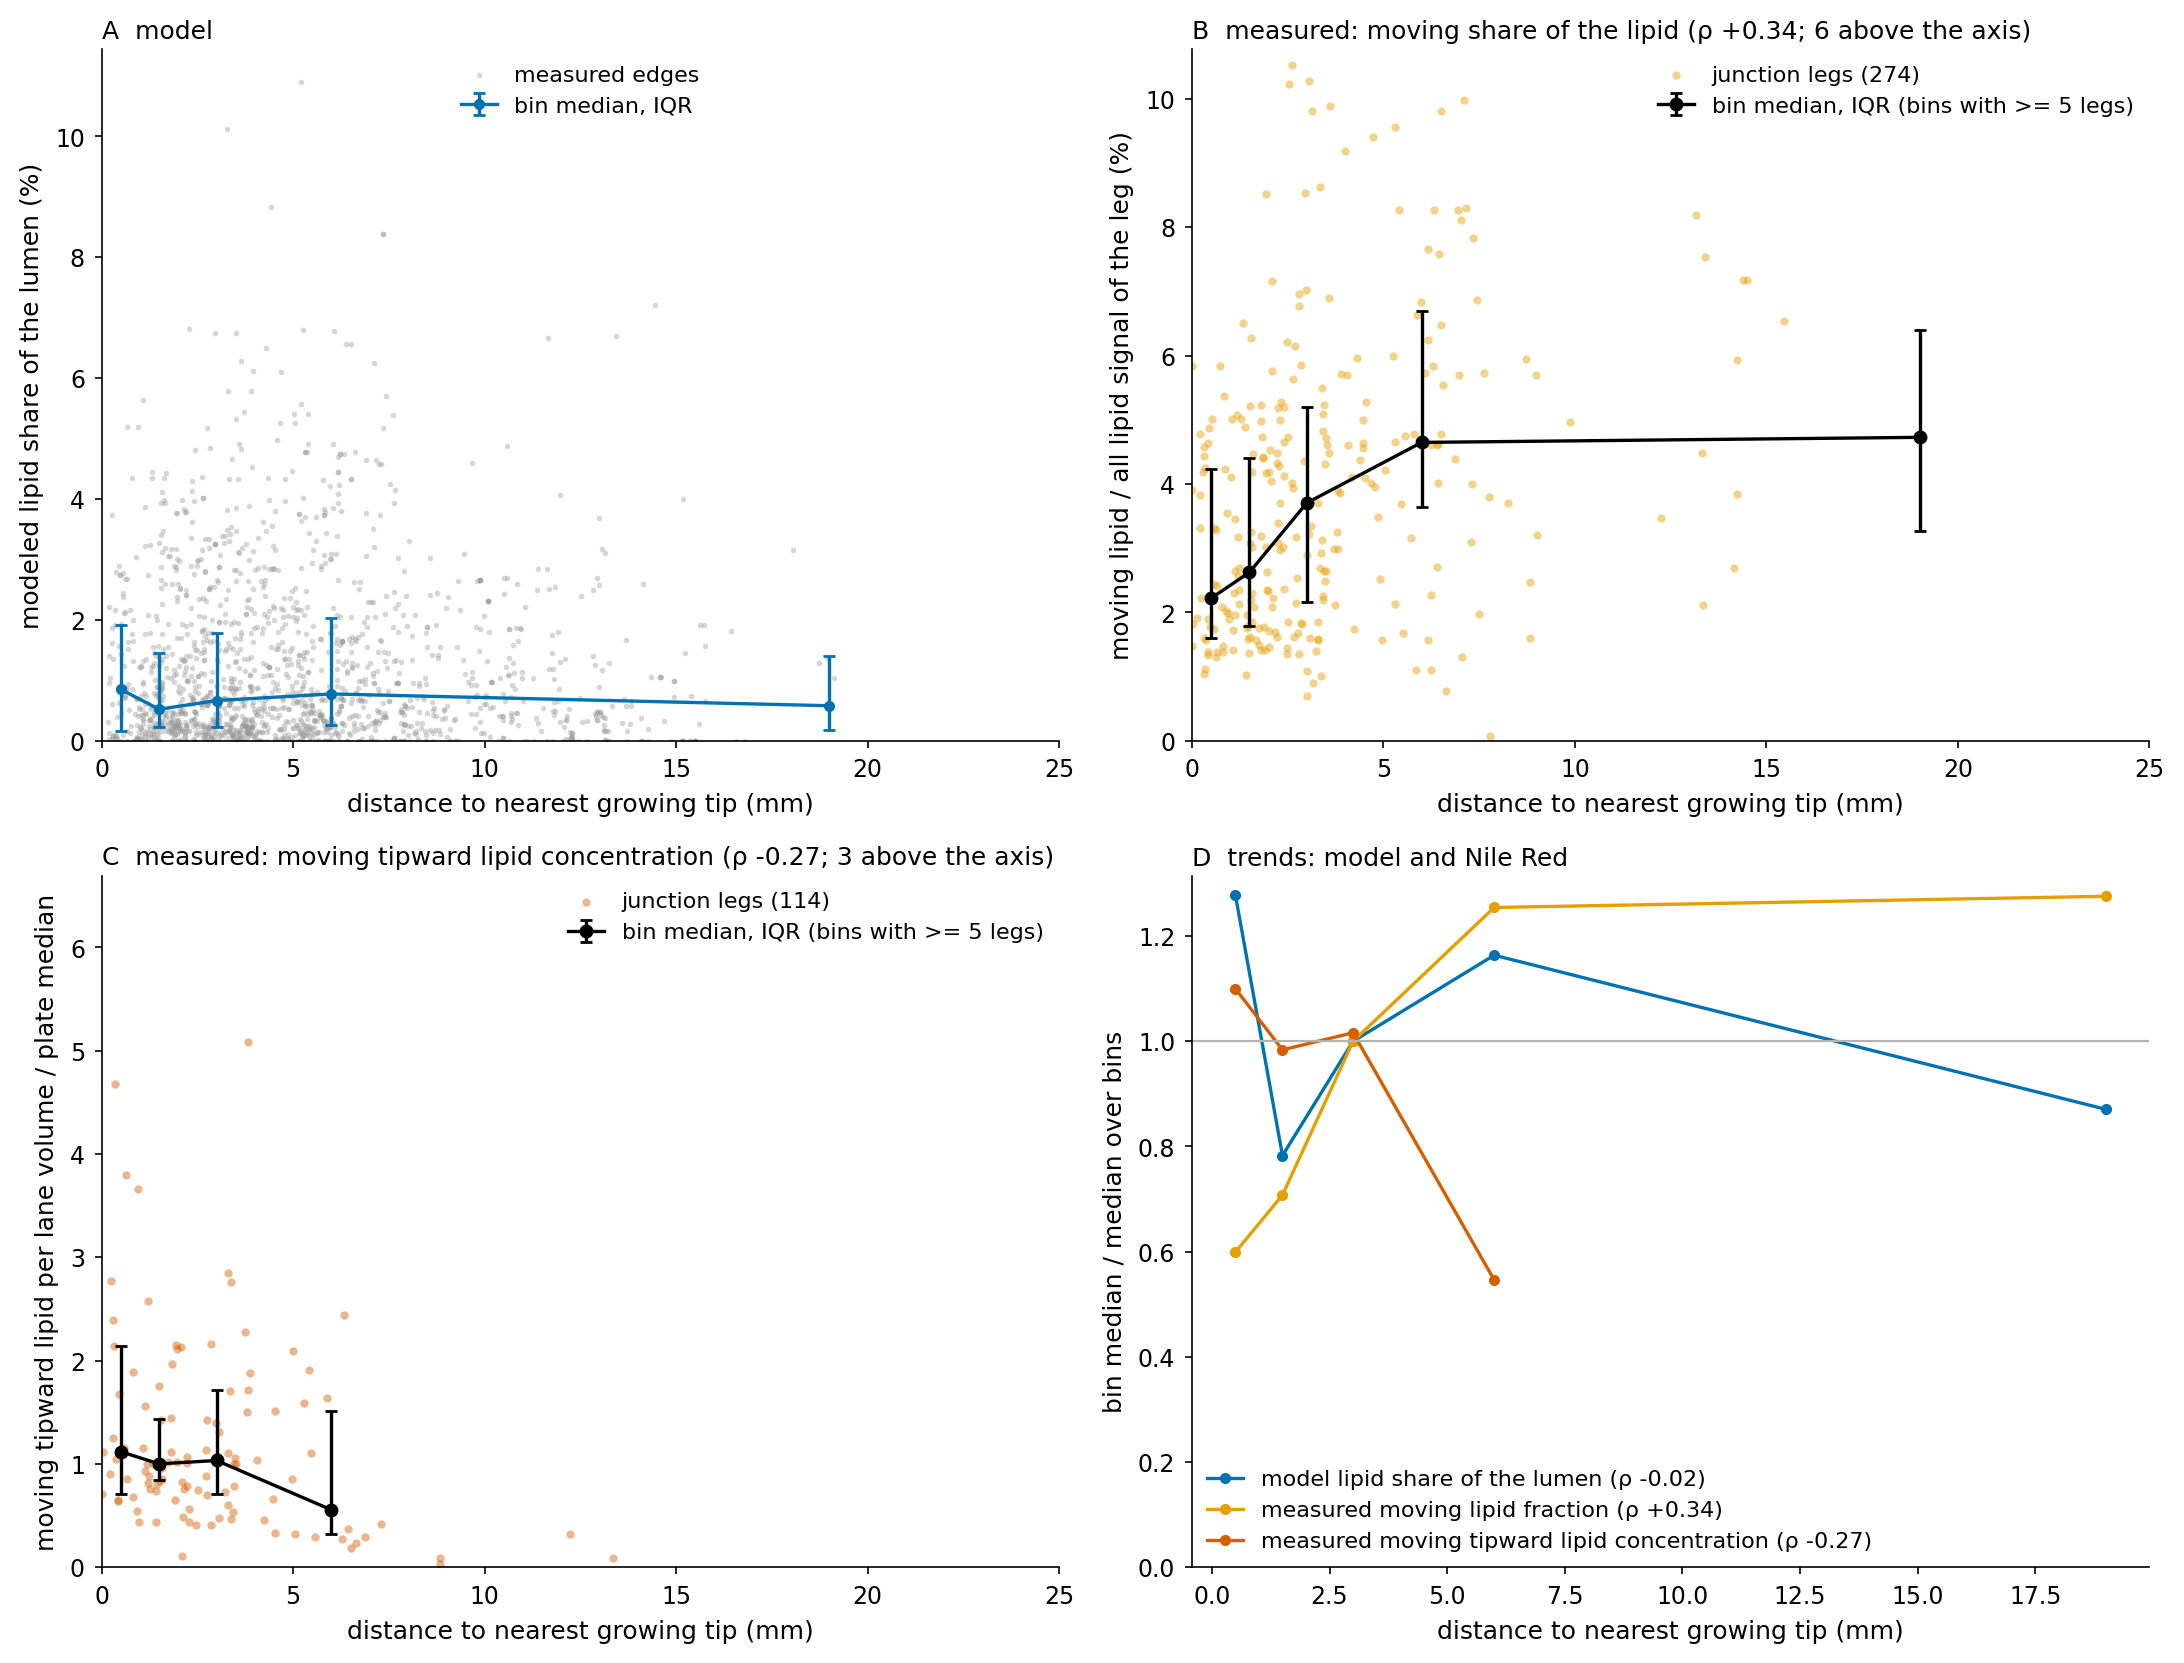 A  model
measured edges
bin median, IQR
modeled lipid share of the lumen (%)
10
8
6
4
2
0
0 5 10 15 20 25
distance to nearest growing tip (mm)
B  measured: moving share of the lipid (ρ +0.34; 6 above the axis)
junction legs (274)
bin median, IQR (bins with >= 5 legs)
moving lipid / all lipid signal of the leg (%)
10
8
6
4
2
0
0 5 10 15 20 25
distance to nearest growing tip (mm)
C  measured: moving tipward lipid concentration (ρ -0.27; 3 above the axis)
junction legs (114)
bin median, IQR (bins with >= 5 legs)
moving tipward lipid per lane volume / plate median
6
5
4
3
2
1
0
0 5 10 15 20 25
distance to nearest growing tip (mm)
D  trends: model and Nile Red
bin median / median over bins
1.2
1.0
0.8
0.6
0.4
0.2
0.0
model lipid share of the lumen (ρ -0.02)
measured moving lipid fraction (ρ +0.34)
measured moving tipward lipid concentration (ρ -0.27)
0.0 2.5 5.0 7.5 10.0 12.5 15.0 17.5
distance to nearest growing tip (mm)